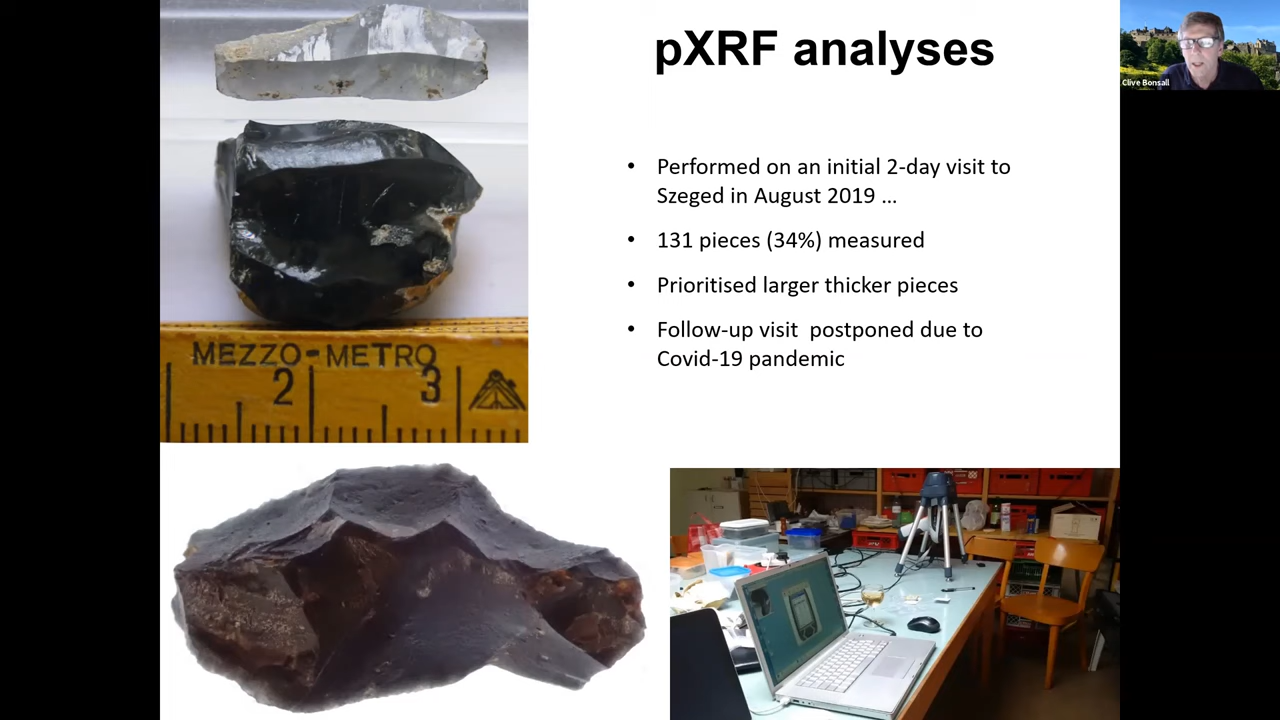 pXRF analyses
Clive Bonsall
• Performed on an initial 2-day visit to
Szeged in August 2019 ...
• 131 pieces (34%) measured
• Prioritised larger thicker pieces
• Follow-up visit  postponed due to
Covid-19 pandemic
MEZZO-METRO
2 3